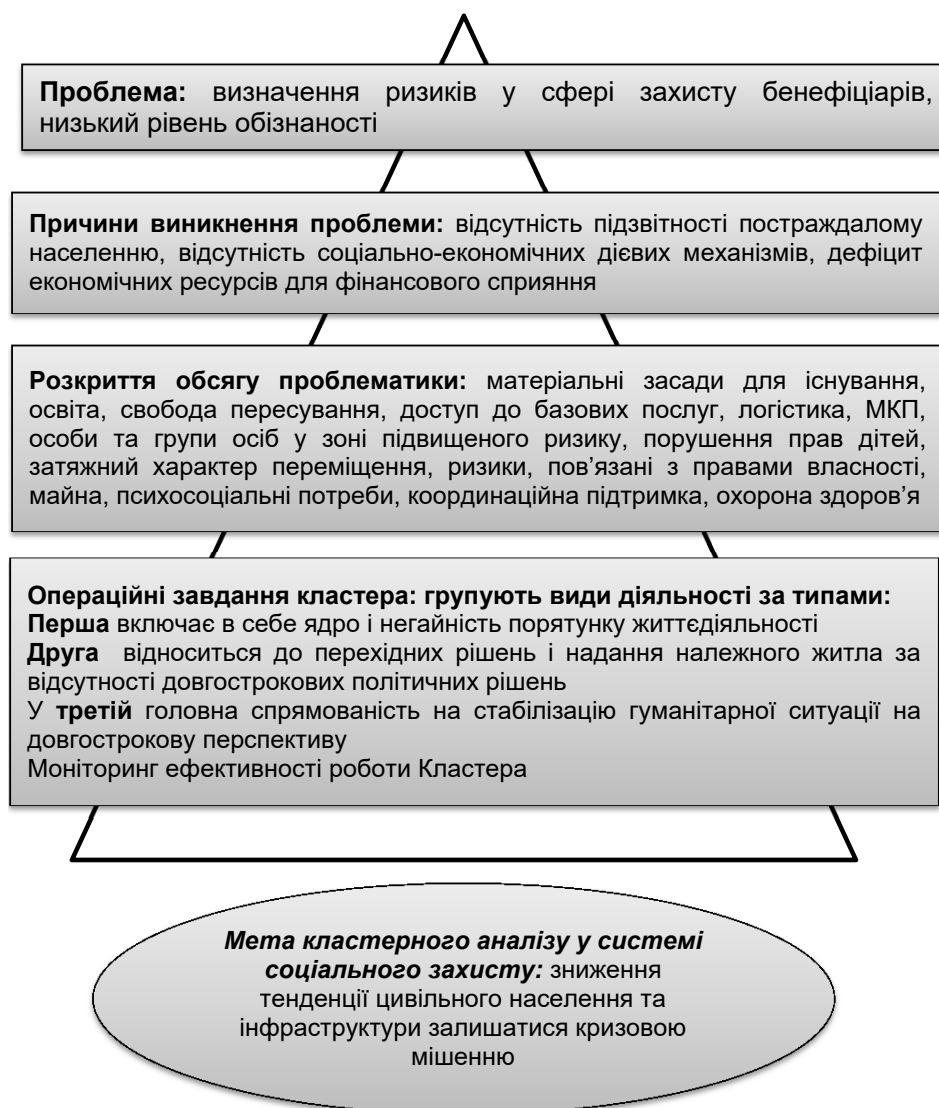 Проблема: визначення ризиків у сфері захисту бенефіціарів,
низький рівень обізнаності
Причини виникнення проблеми: відсутність підзвітності постраждалому
населенню, відсутність соціально-економічних дієвих механізмів, дефіцит
економічних ресурсів для фінансового сприяння
Розкриття обсягу проблематики: матеріальні засади для існування,
освіта, свобода пересування, доступ до базових послуг, логістика, МКП,
особи та групи осіб у зоні підвищеного ризику, порушення прав дітей,
затяжний характер переміщення, ризики, пов’язані з правами власності,
майна, психосоціальні потреби, координаційна підтримка, охорона здоров’я
Операційні завдання кластера: групують види діяльності за типами:
Перша включає в себе ядро і негайність порятунку життєдіяльності
Друга відноситься до перехідних рішень і надання належного житла за
відсутності довгострокових політичних рішень
У третій головна спрямованість на стабілізацію гуманітарної ситуації на
довгострокову перспективу
Моніторинг ефективності роботи Кластера
Мета кластерного аналізу у системі
соціального захисту: зниження
тенденції цивільного населення та
інфраструктури залишатися кризовою
мішенню